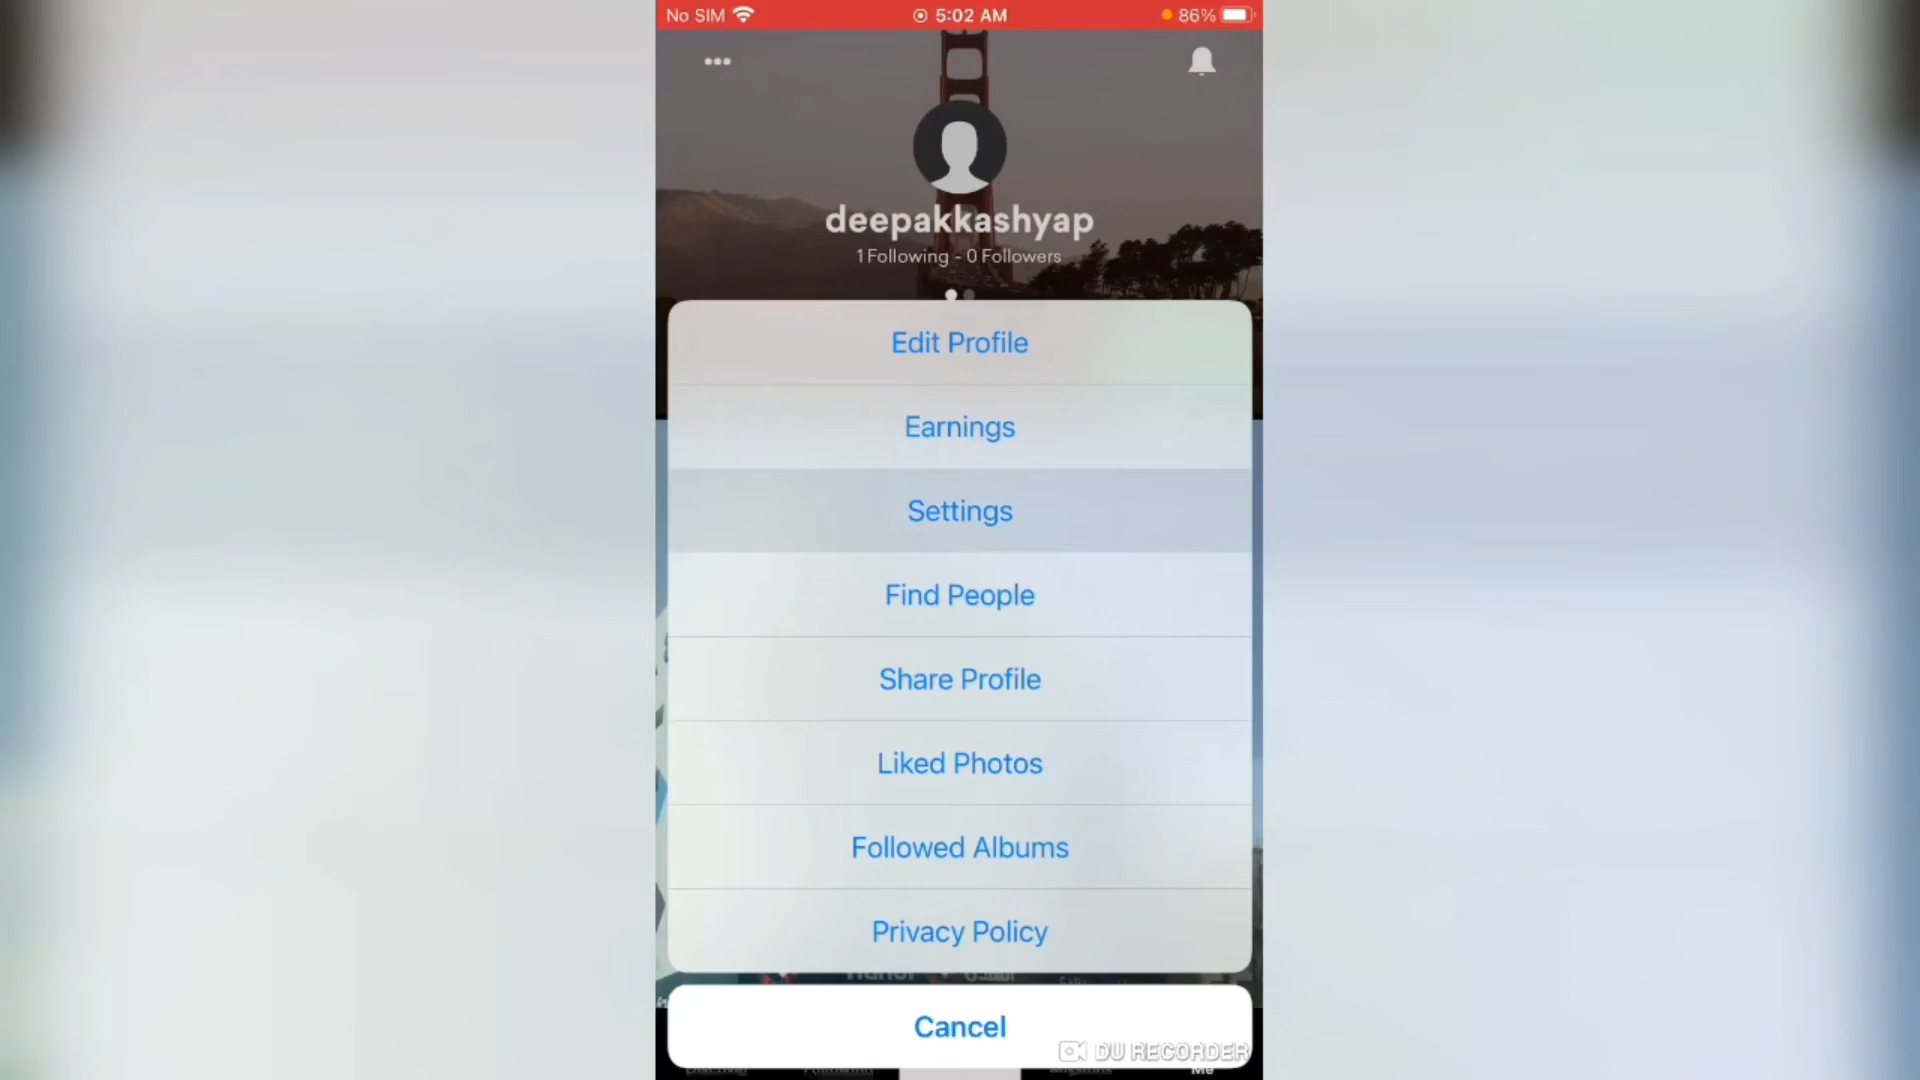 No SIM 5:02 AM 86%
deepakkashyap
1 Following - 0 Followers
Edit Profile
Earnings
Settings
Find People
Share Profile
Liked Photos
Followed Albums
Privacy Policy
Cancel
DU RECORDER
Me